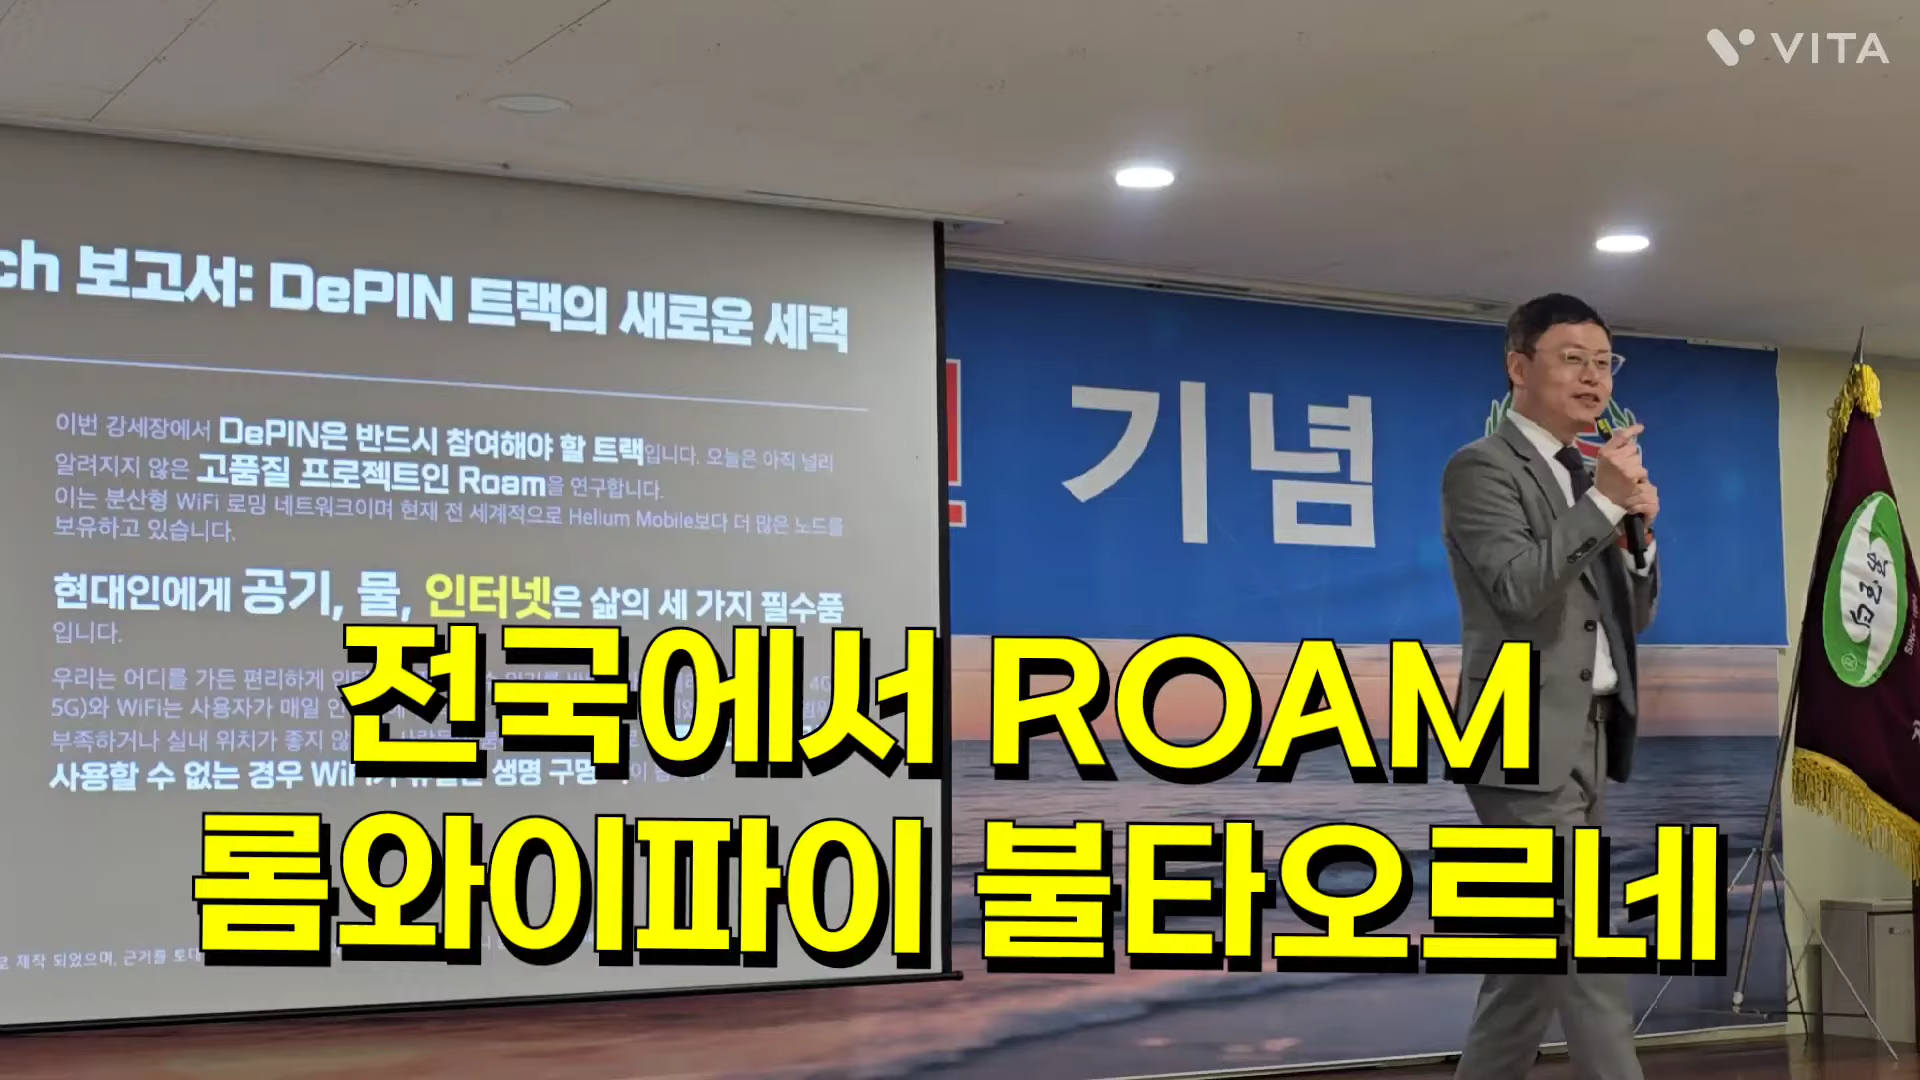 VITA
ch 보고서: DePIN 트랙의 새로운 세력
이번 강세장에서 DePIN은 반드시 참여해야 할 트랙입니다. 오늘은 아직 널리
알려지지 않은 고품질 프로젝트인 Roam을 연구합니다.
이는 분산형 WiFi 로밍 네트워크이며 현재 전 세계적으로 Helium Mobile보다 더 많은 노드를
보유하고 있습니다.
현대인에게 공기, 물, 인터넷은 삶의 세 가지 필수품
입니다.
우리는 어디를 가든 편리하게
5G)와 WiFi는 사용자가 매일
부족하거나 실내 위치가 좋지
사용할 수 없는 경우 생명
제작 되었으며, 근거를
기념
SINCE
전국에서 ROAM
롬와이파이 불타오르네